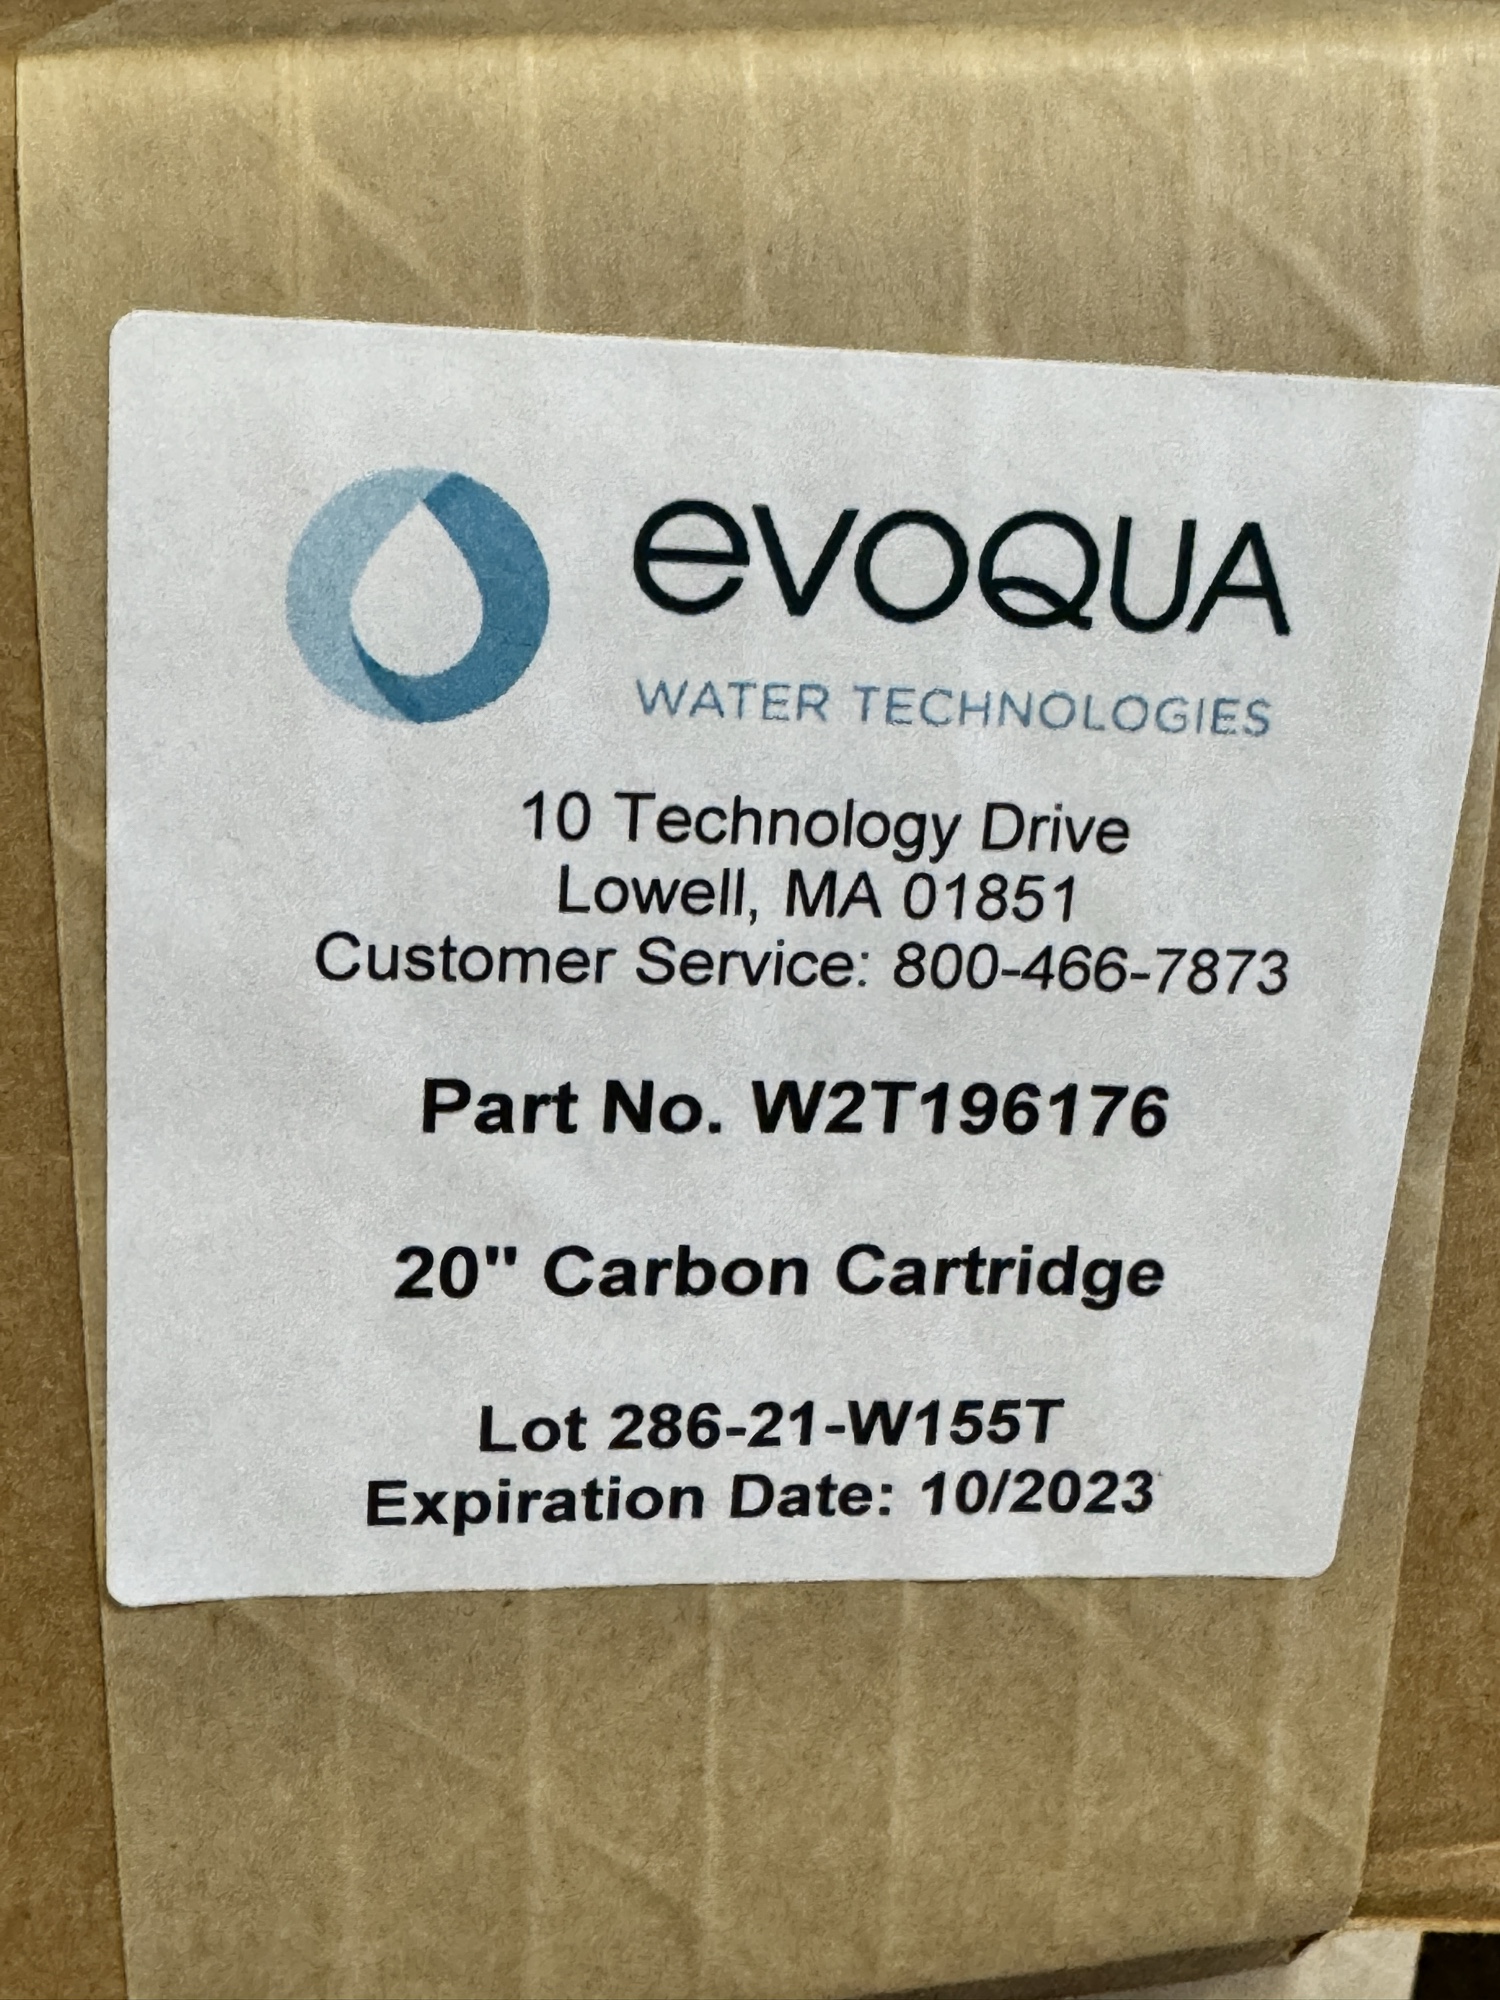 evoQUA
WATER TECHNOLOGIES
10 Technology Drive
Lowell, MA 01851
Customer Service: 800-466-7873
Part No. W2T196176
20" Carbon Cartridge
Lot 286-21-W155T
Expiration Date: 10/2023